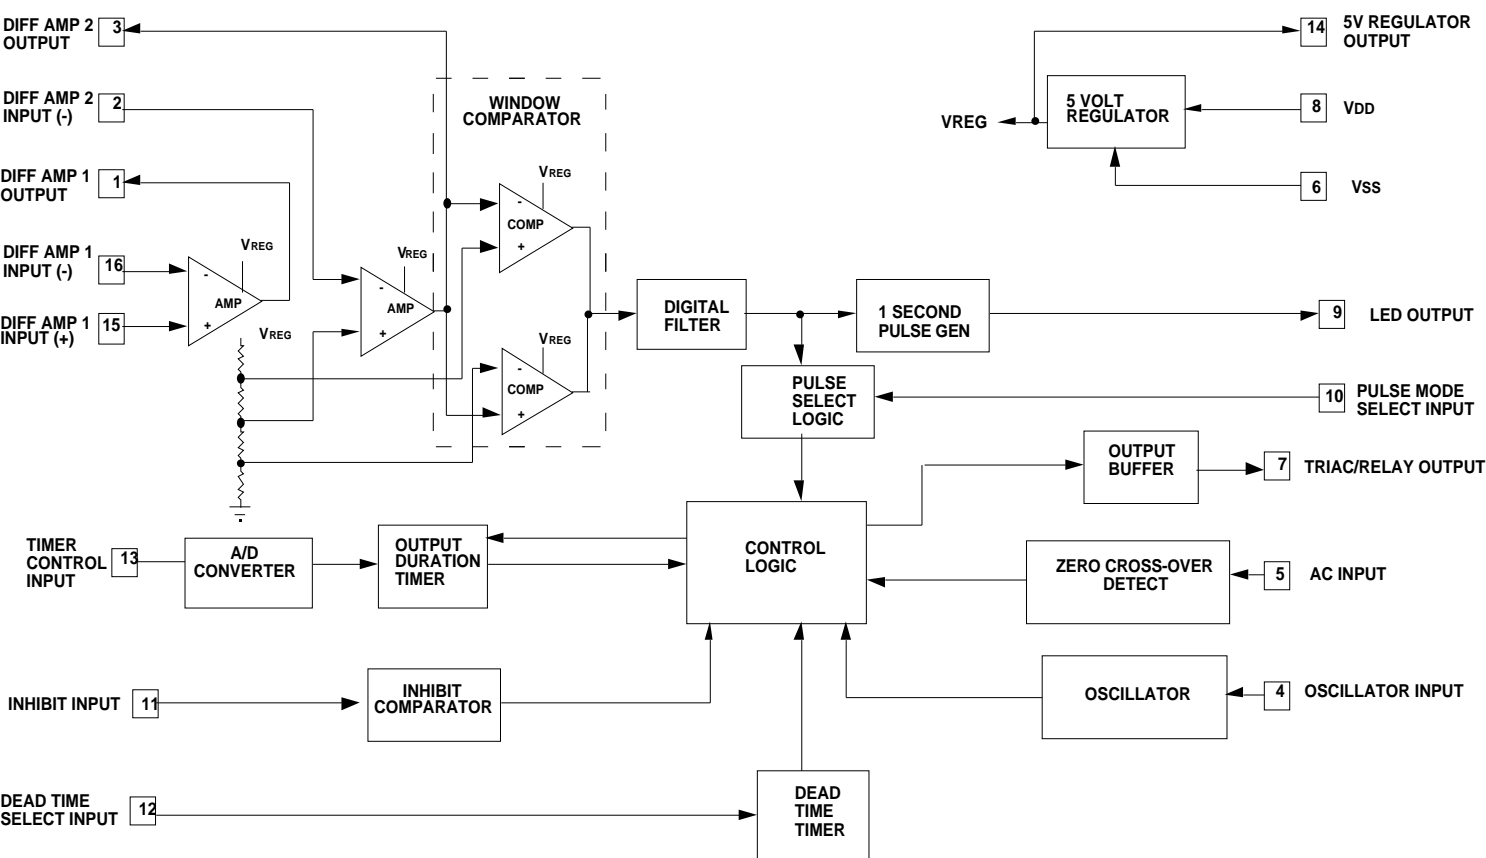 DIFF AMP 2
OUTPUT
3
DIFF AMP 2
INPUT (-)
2
DIFF AMP 1
OUTPUT
1
DIFF AMP 1
INPUT (-)
16
DIFF AMP 1
INPUT (+)
15
-
AMP
+
VREG
VREG
-
AMP
+
VREG
WINDOW
COMPARATOR
VREG
-
COMP
+
VREG
-
COMP
+
VREG
5 VOLT
REGULATOR
14
5V REGULATOR
OUTPUT
8
VDD
6
VSS
DIGITAL
FILTER
1 SECOND
PULSE GEN
9
LED OUTPUT
PULSE
SELECT
LOGIC
10
PULSE MODE
SELECT INPUT
OUTPUT
BUFFER
7
TRIAC/RELAY OUTPUT
TIMER
CONTROL
INPUT
13
A/D
CONVERTER
OUTPUT
DURATION
TIMER
CONTROL
LOGIC
ZERO CROSS-OVER
DETECT
5
AC INPUT
INHIBIT INPUT
11
INHIBIT
COMPARATOR
OSCILLATOR
4
OSCILLATOR INPUT
DEAD TIME
SELECT INPUT
12
DEAD
TIME
TIMER